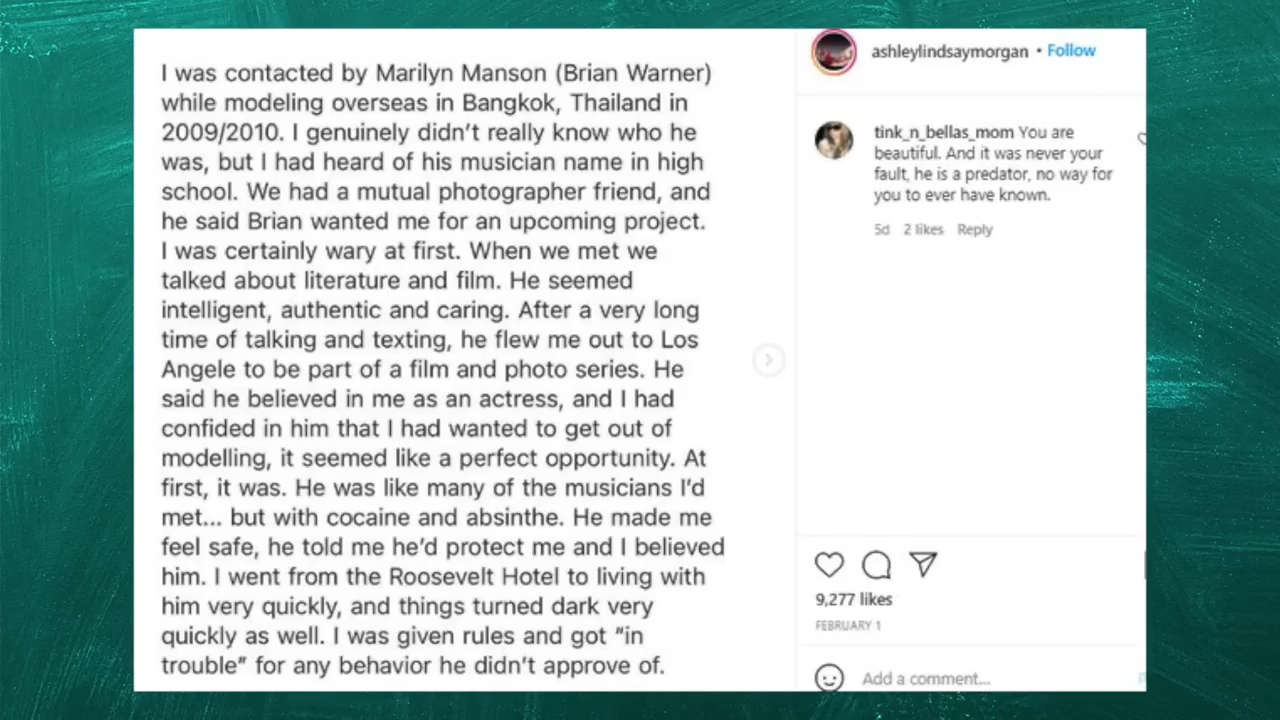 I was contacted by Marilyn Manson (Brian Warner)
while modeling overseas in Bangkok, Thailand in
2009/2010. I genuinely didn't really know who he
was, but I had heard of his musician name in high
school. We had a mutual photographer friend, and
he said Brian wanted me for an upcoming project.
I was certainly wary at first. When we met we
talked about literature and film. He seemed
intelligent, authentic and caring. After a very long
time of talking and texting, he flew me out to Los
Angele to be part of a film and photo series. He
said he believed in me as an actress, and I had
confided in him that I had wanted to get out of
modelling, it seemed like a perfect opportunity. At
first, it was. He was like many of the musicians I'd
met... but with cocaine and absinthe. He made me
feel safe, he told me he'd protect me and I believed
him. I went from the Roosevelt Hotel to living with
him very quickly, and things turned dark very
quickly as well. I was given rules and got "in
trouble" for any behavior he didn't approve of.
ashleylindsaymorgan • Follow
tink_n_bellas_mom You are
beautiful. And it was never your
fault, he is a predator, no way for
you to ever have known.
5d 2 likes Reply
9,277 likes
FEBRUARY 1
Add a comment...